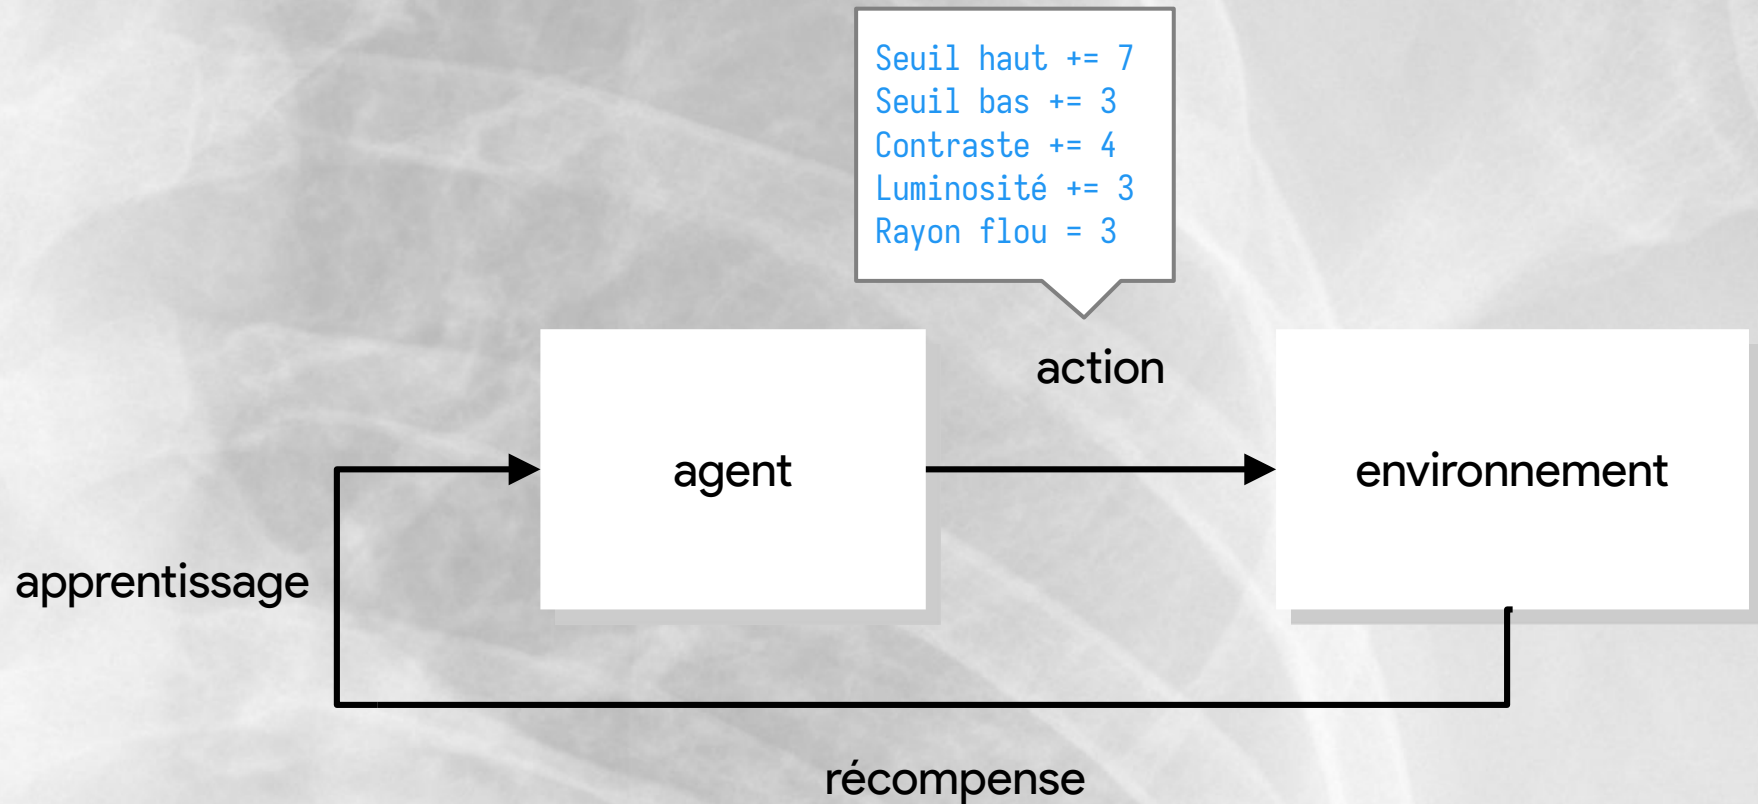 Seuil haut += 7
Seuil bas += 3
Contraste += 4
Luminosité += 3
Rayon flou = 3
action
agent
environnement
apprentissage
récompense